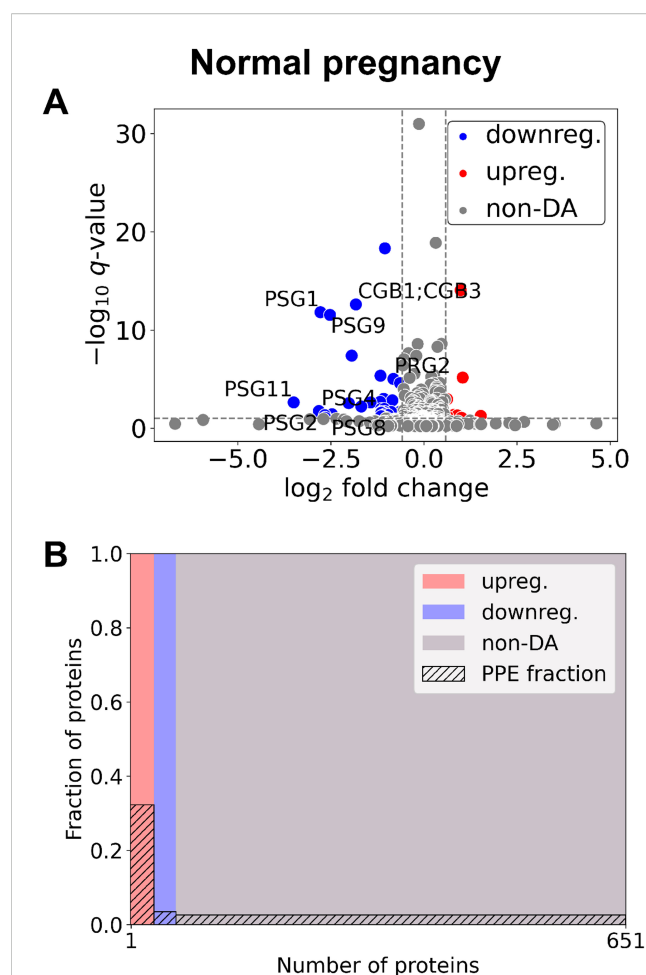 Normal pregnancy
A
−log₁₀ q-value
30
20
10
0
downreg.
upreg.
non-DA
CGB1;CGB3
PSG1
PSG9
PRG2
PSG11
PSG4
PSG2
PSG8
−5.0
−2.5
0.0
2.5
5.0
log₂ fold change
B
Fraction of proteins
1.0
0.8
0.6
0.4
0.2
0.0
upreg.
downreg.
non-DA
PPE fraction
1
651
Number of proteins